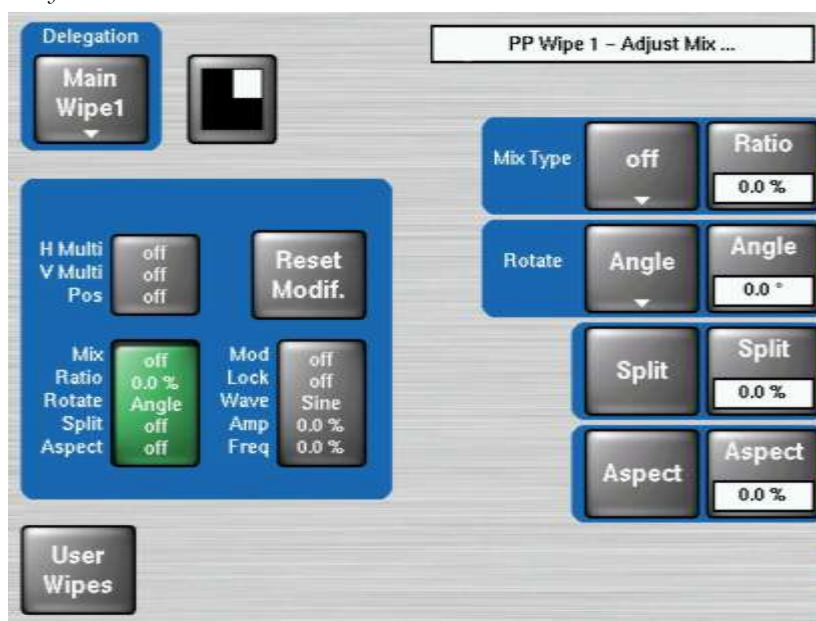 Delegation
Main
Wipe1
PP Wipe 1 – Adjust Mix ...
Mix Type
off
Ratio
0.0 %
Rotate
Angle
Angle
0.0 °
Split
Split
0.0 %
Aspect
Aspect
0.0 %
H Multi off
V Multi off
Pos off
Reset
Modif.
Mix off
Ratio 0.0 %
Rotate Angle
Split off
Aspect off
Mod off
Lock off
Wave Sine
Amp 0.0 %
Freq 0.0 %
User
Wipes